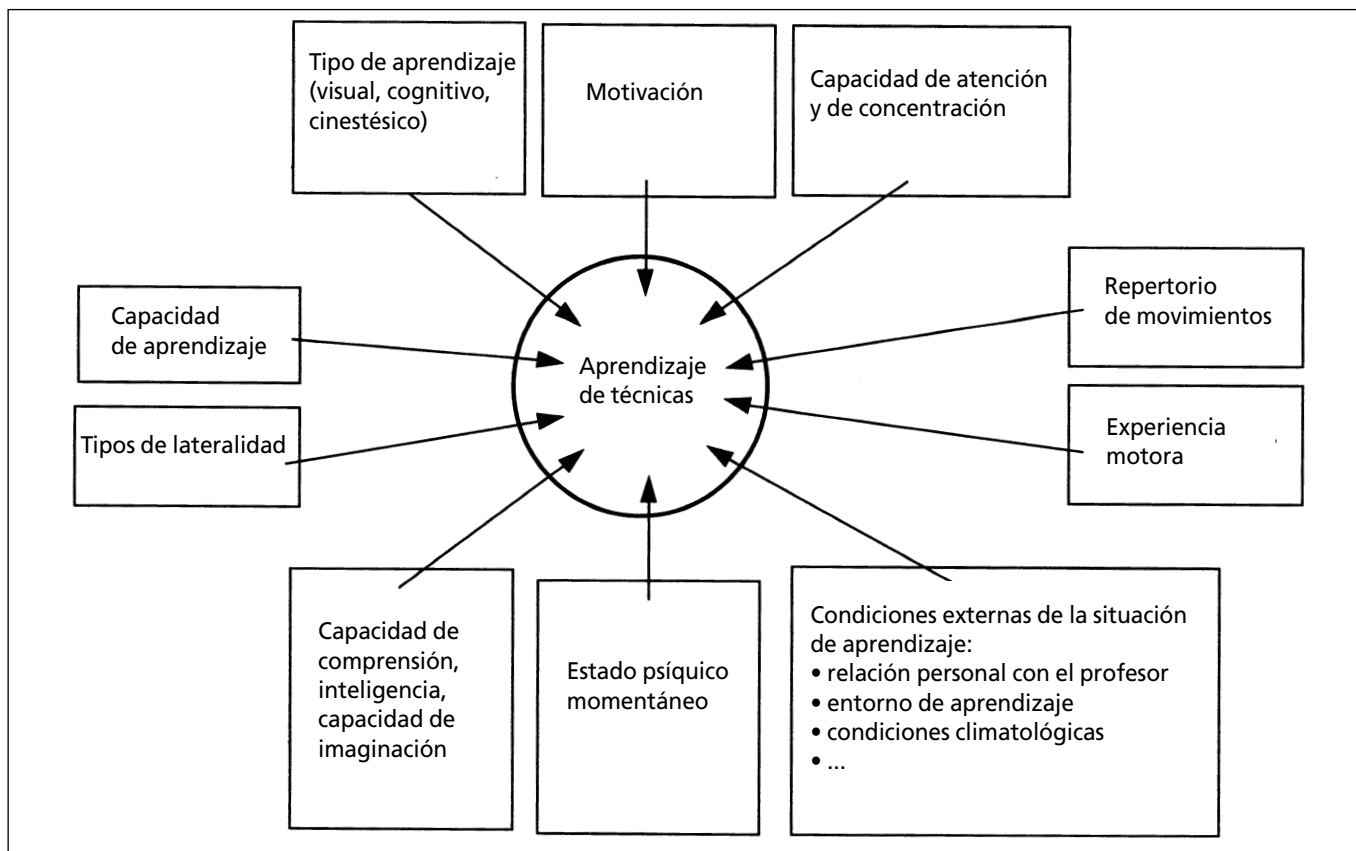 Tipo de aprendizaje
(visual, cognitivo,
cinestésico)
Motivación
Capacidad de atención
y de concentración
Capacidad
de aprendizaje
Aprendizaje
de técnicas
Repertorio
de movimientos
Tipos de lateralidad
Experiencia
motora
Capacidad de
comprensión,
inteligencia,
capacidad de
imaginación
Estado psíquico
momentáneo
Condiciones externas de la situación
de aprendizaje:
• relación personal con el profesor
• entorno de aprendizaje
• condiciones climatológicas
• ...